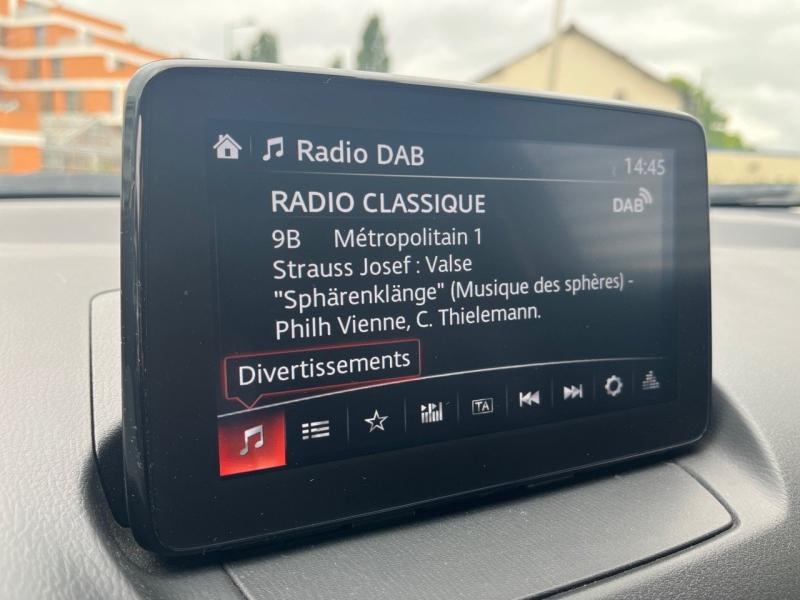 Radio DAB
14:45
RADIO CLASSIQUE
DAB
9B Métropolitain 1
Strauss Josef : Valse
"Sphärenklänge" (Musique des sphères) -
Philh Vienne, C. Thielemann.
Divertissements
TA